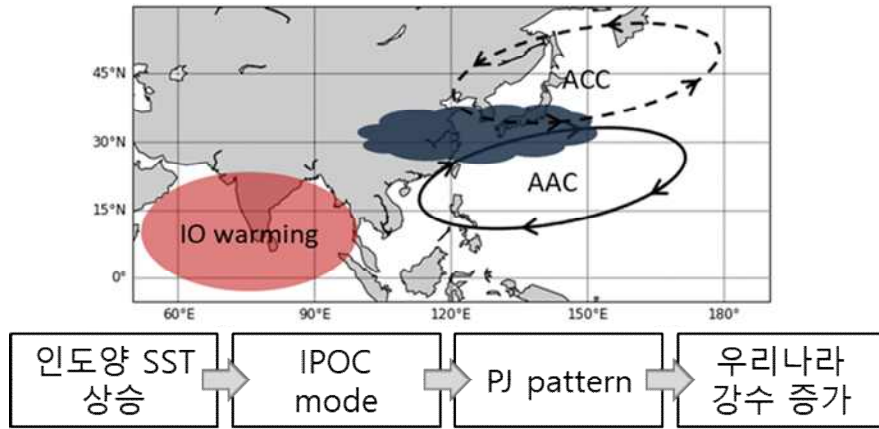 45°N
30°N
15°N
0°
ACC
AAC
IO warming
60°E
90°E
120°E
150°E
180°
인도양 SST
상승
IPOC
mode
PJ pattern
우리나라
강수 증가